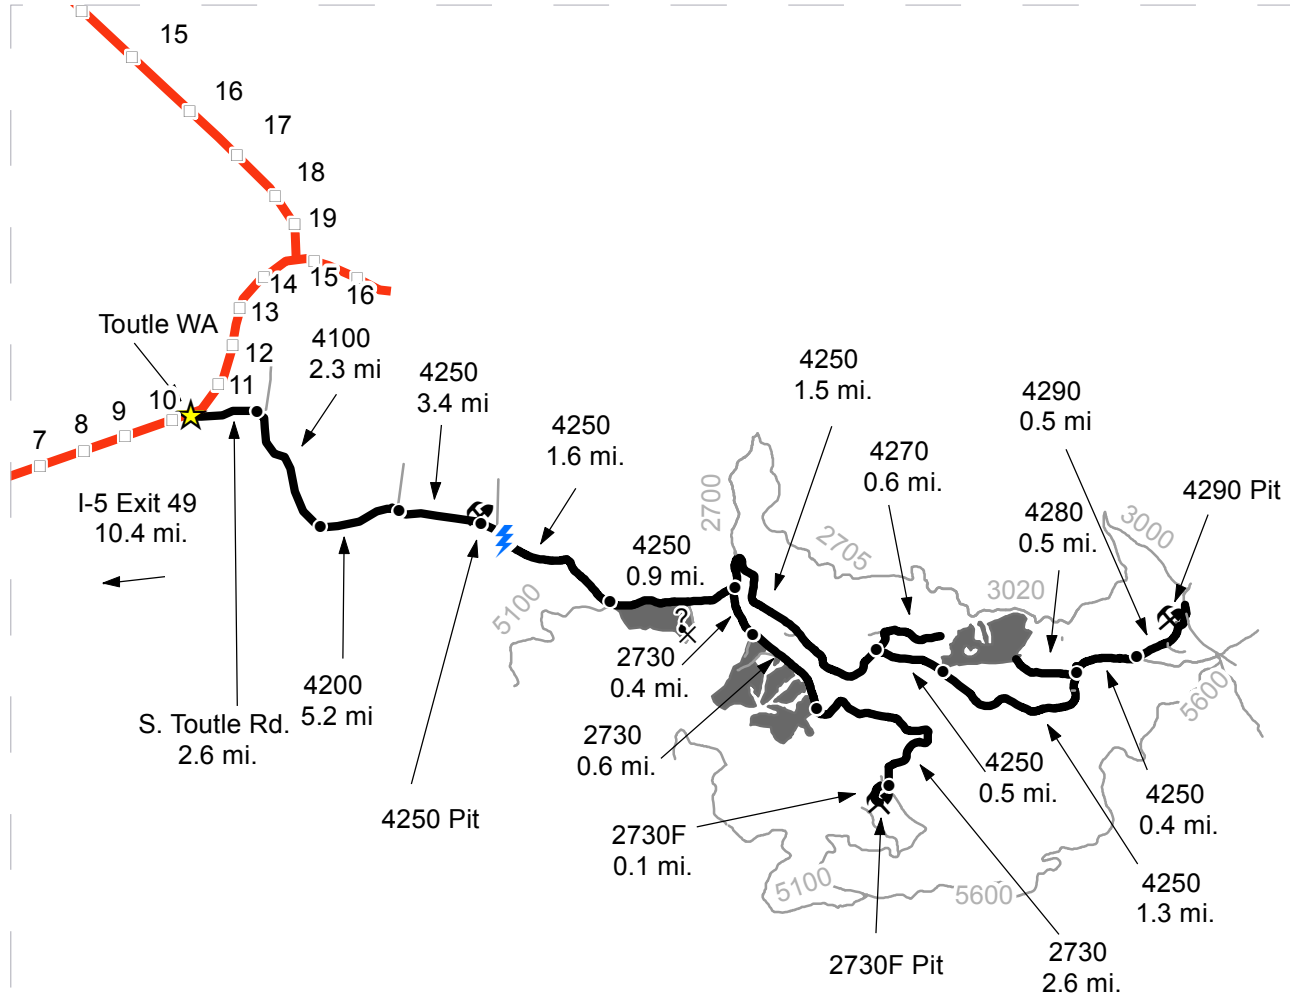 15
16
17
18
19
14
15
16
13
12
11
10
9
8
7
Toutle WA
I-5 Exit 49
10.4 mi.
4100
2.3 mi
4250
3.4 mi
4250
1.6 mi.
4250
1.5 mi.
4290
0.5 mi
4270
0.6 mi.
4290 Pit
4280
0.5 mi.
2700
2705
3000
3020
4250
0.9 mi.
5100
?
2730
0.4 mi.
4200
5.2 mi
S. Toutle Rd.
2.6 mi.
2730
0.6 mi.
5600
4250
0.5 mi.
4250
0.4 mi.
4250 Pit
2730F
0.1 mi.
5100
5600
4250
1.3 mi.
2730F Pit
2730
2.6 mi.